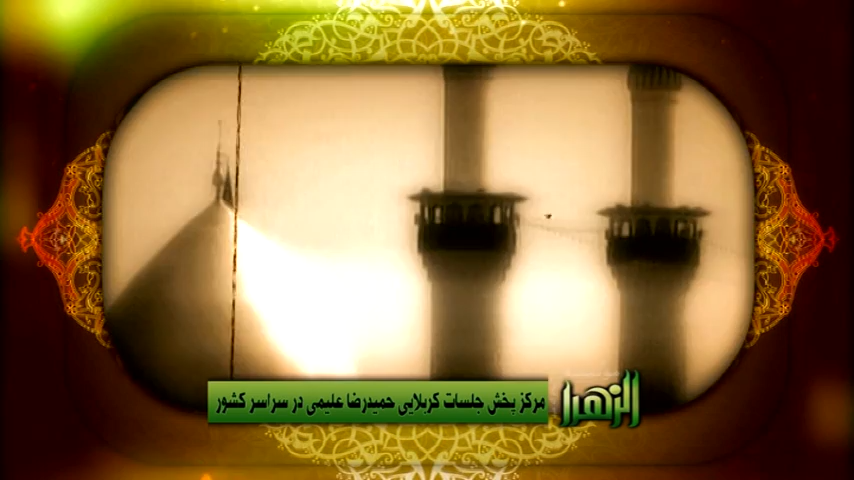 مرکز پخش جلسات کربلایی حمیدرضا علیمی در سراسر کشور
الزهرا